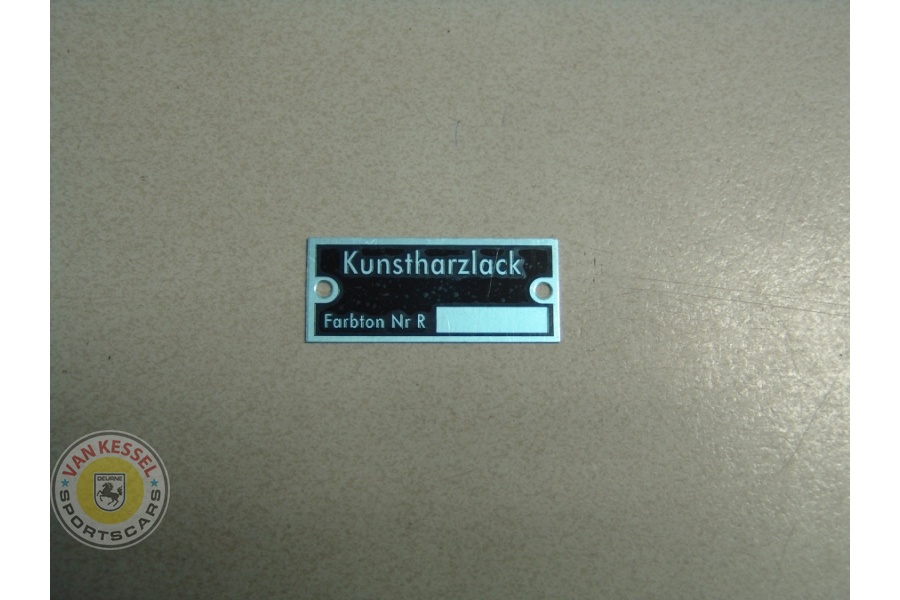 Kunstharzlack
Farbton Nr R
VAN KESSEL
DEURNE
SPORTSCARS